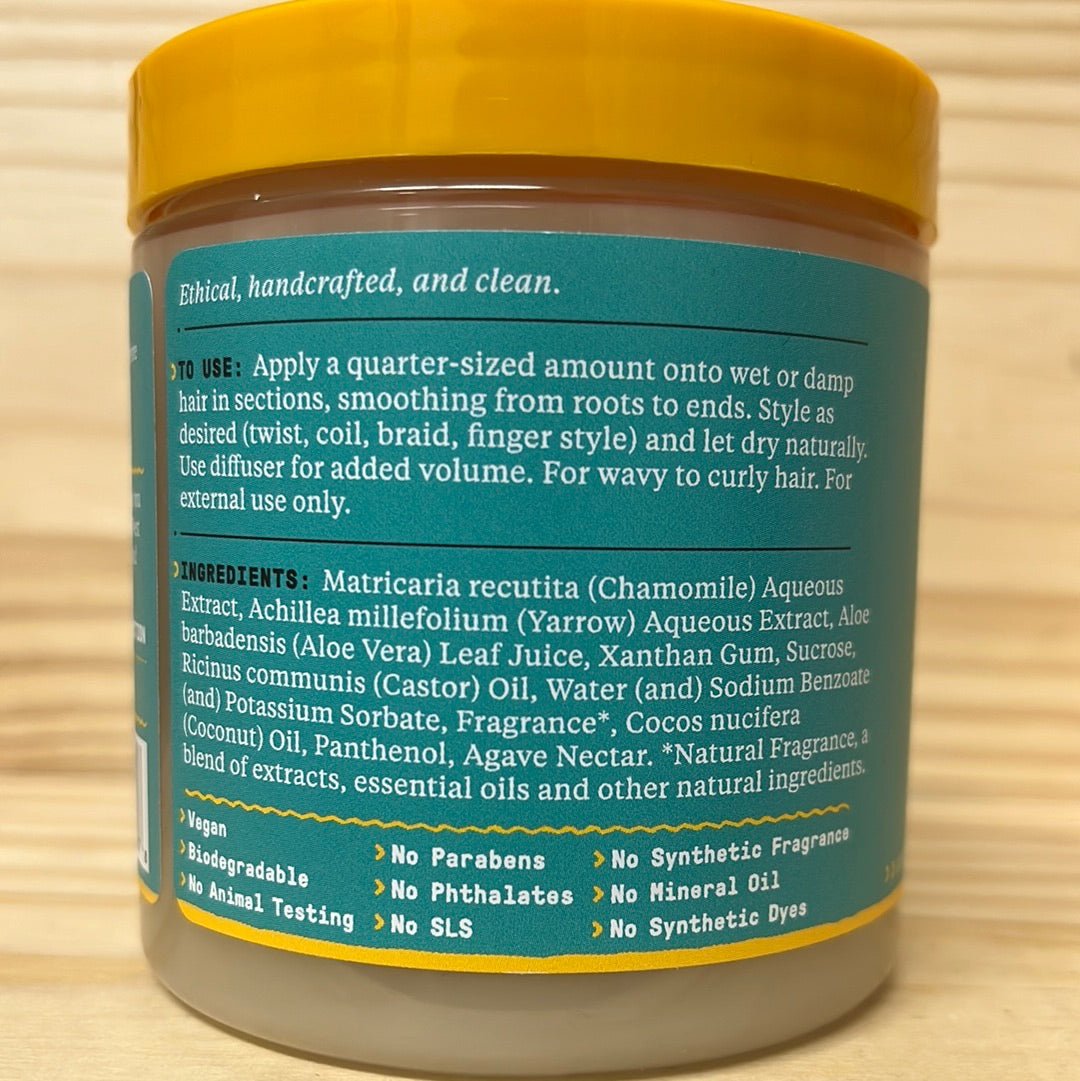 Ethical, handcrafted, and clean.
›TO USE: Apply a quarter-sized amount onto wet or damp
hair in sections, smoothing from roots to ends. Style as
desired (twist, coil, braid, finger style) and let dry naturally.
Use diffuser for added volume. For wavy to curly hair. For
external use only.
›INGREDIENTS: Matricaria recutita (Chamomile) Aqueous
Extract, Achillea millefolium (Yarrow) Aqueous Extract, Aloe
barbadensis (Aloe Vera) Leaf Juice, Xanthan Gum, Sucrose,
Ricinus communis (Castor) Oil, Water (and) Sodium Benzoate
(and) Potassium Sorbate, Fragrance*, Cocos nucifera
(Coconut) Oil, Panthenol, Agave Nectar. *Natural Fragrance, a
blend of extracts, essential oils and other natural ingredients.
›Vegan
›Biodegradable
›No Animal Testing
›No Parabens
›No Phthalates
›No SLS
›No Synthetic Fragrance
›No Mineral Oil
›No Synthetic Dyes